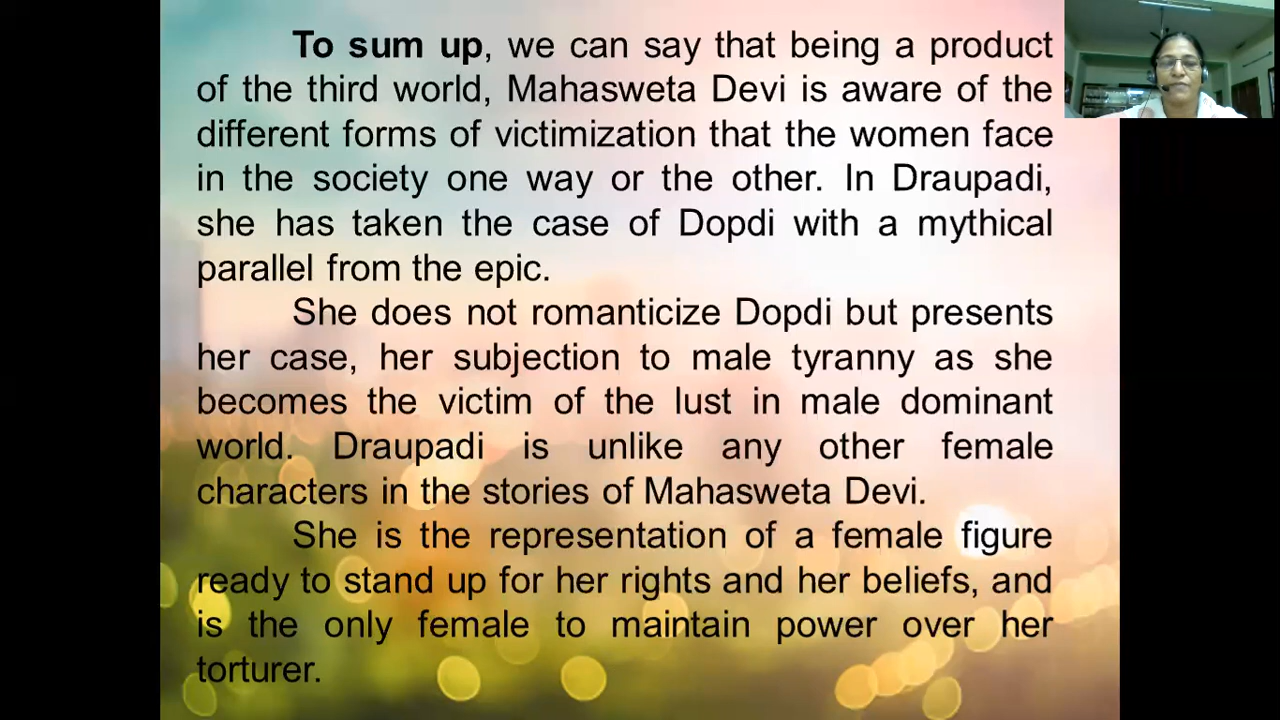 To sum up, we can say that being a product
of the third world, Mahasweta Devi is aware of the
different forms of victimization that the women face
in the society one way or the other. In Draupadi,
she has taken the case of Dopdi with a mythical
parallel from the epic.
She does not romanticize Dopdi but presents
her case, her subjection to male tyranny as she
becomes the victim of the lust in male dominant
world. Draupadi is unlike any other female
characters in the stories of Mahasweta Devi.
She is the representation of a female figure
ready to stand up for her rights and her beliefs, and
is the only female to maintain power over her
torturer.